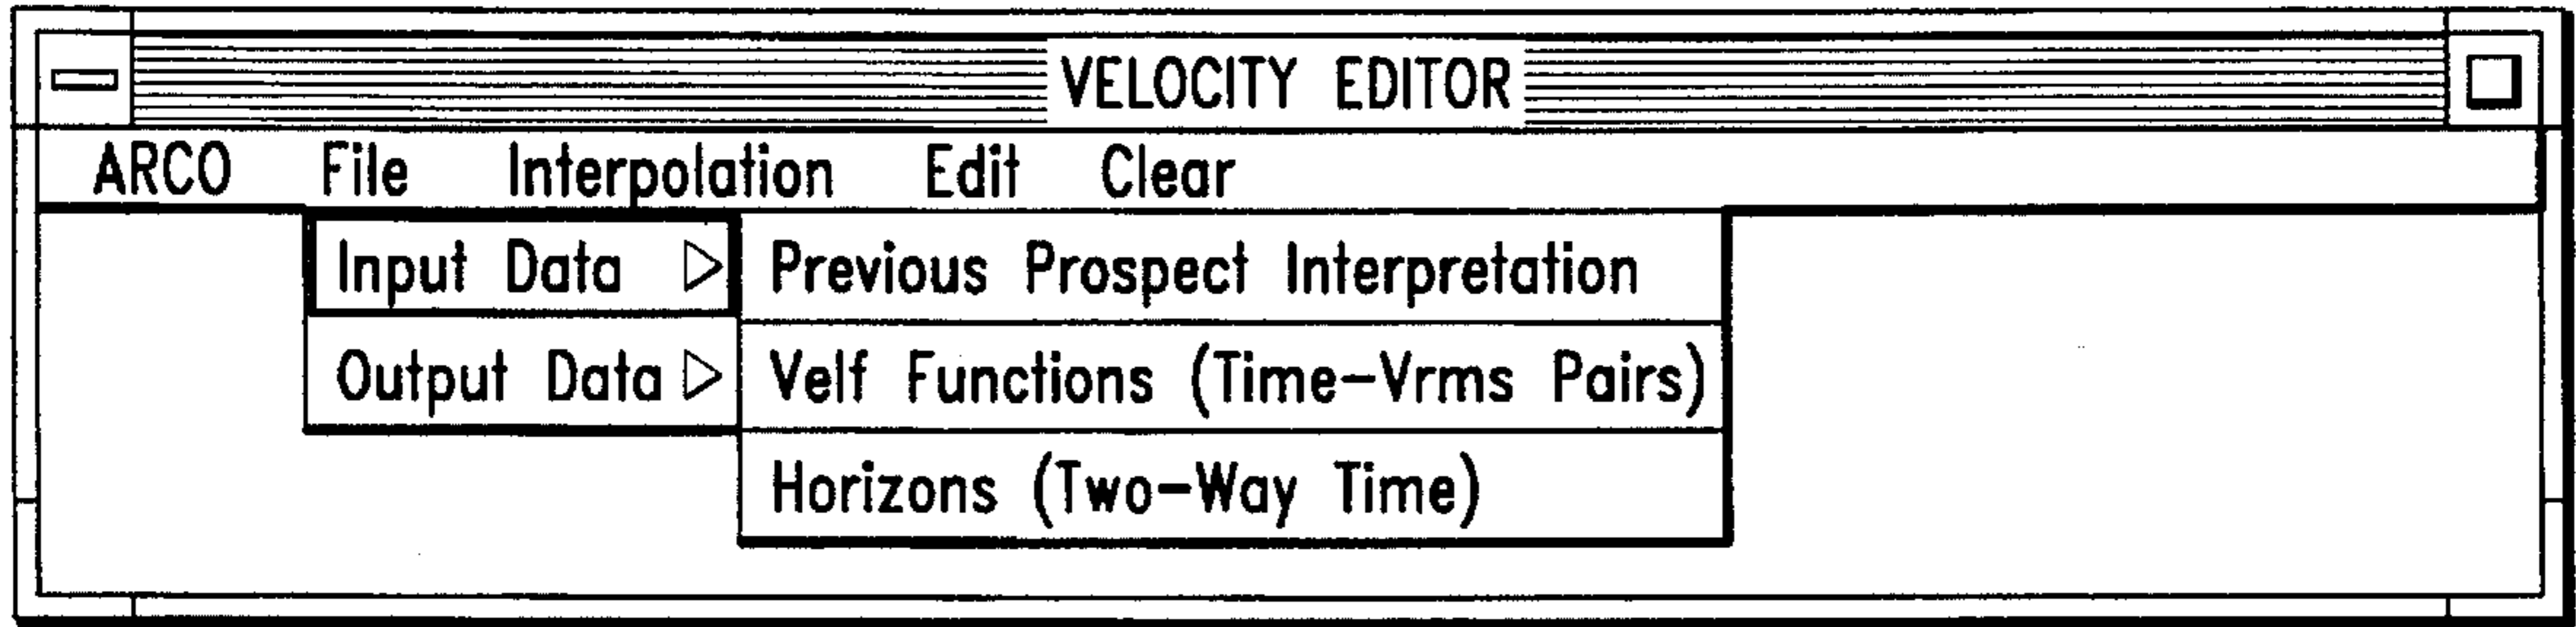 VELOCITY EDITOR
ARCO File Interpolation Edit Clear
Input Data ▷ Previous Prospect Interpretation
Output Data ▷ Velf Functions (Time-Vrms Pairs)
Horizons (Two-Way Time)